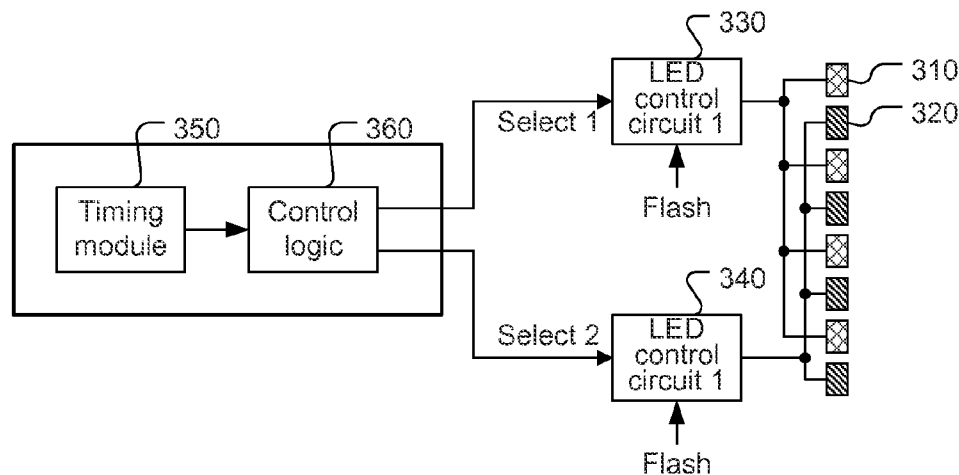 330
LED
control
circuit 1
310
320
Select 1
Flash
350
360
Timing
module
Control
logic
340
Select 2
LED
control
circuit 1
Flash